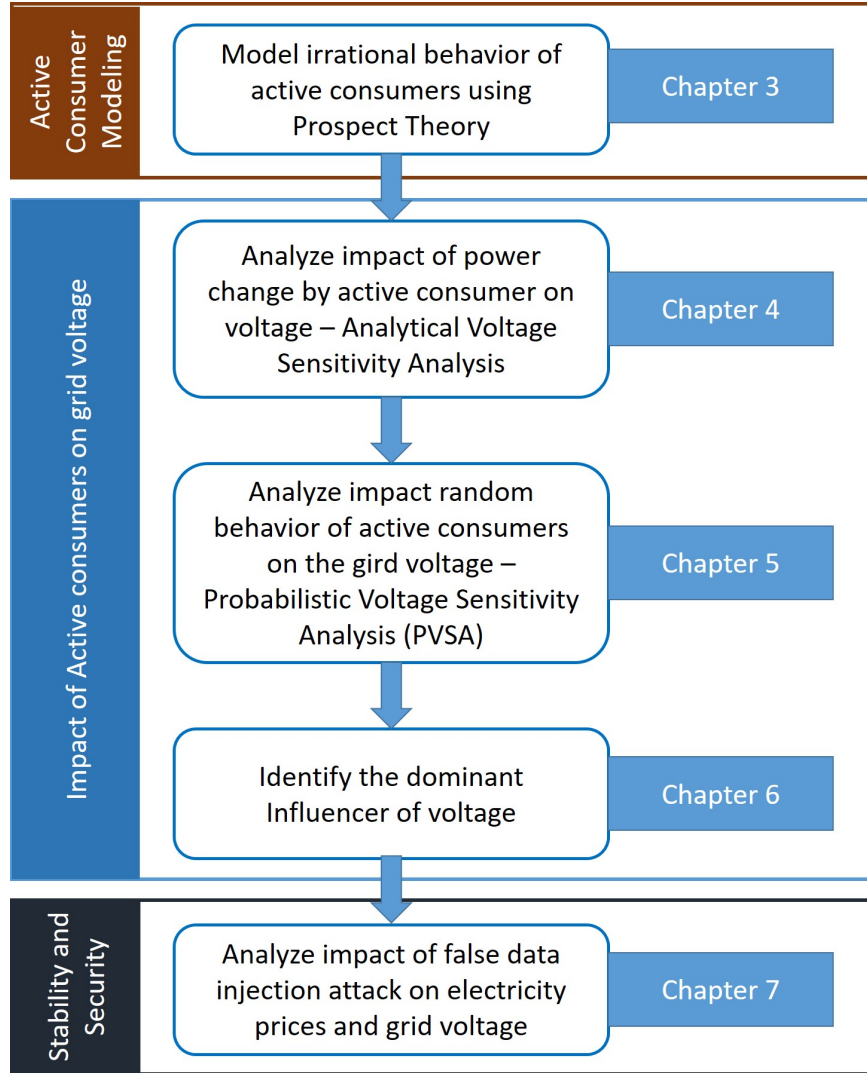 Active
Consumer
Modeling
Model irrational behavior of
active consumers using
Prospect Theory
Chapter 3
Impact of Active consumers on grid voltage
Analyze impact of power
change by active consumer on
voltage – Analytical Voltage
Sensitivity Analysis
Chapter 4
Analyze impact random
behavior of active consumers
on the gird voltage –
Probabilistic Voltage Sensitivity
Analysis (PVSA)
Chapter 5
Identify the dominant
Influencer of voltage
Chapter 6
Stability and
Security
Analyze impact of false data
injection attack on electricity
prices and grid voltage
Chapter 7